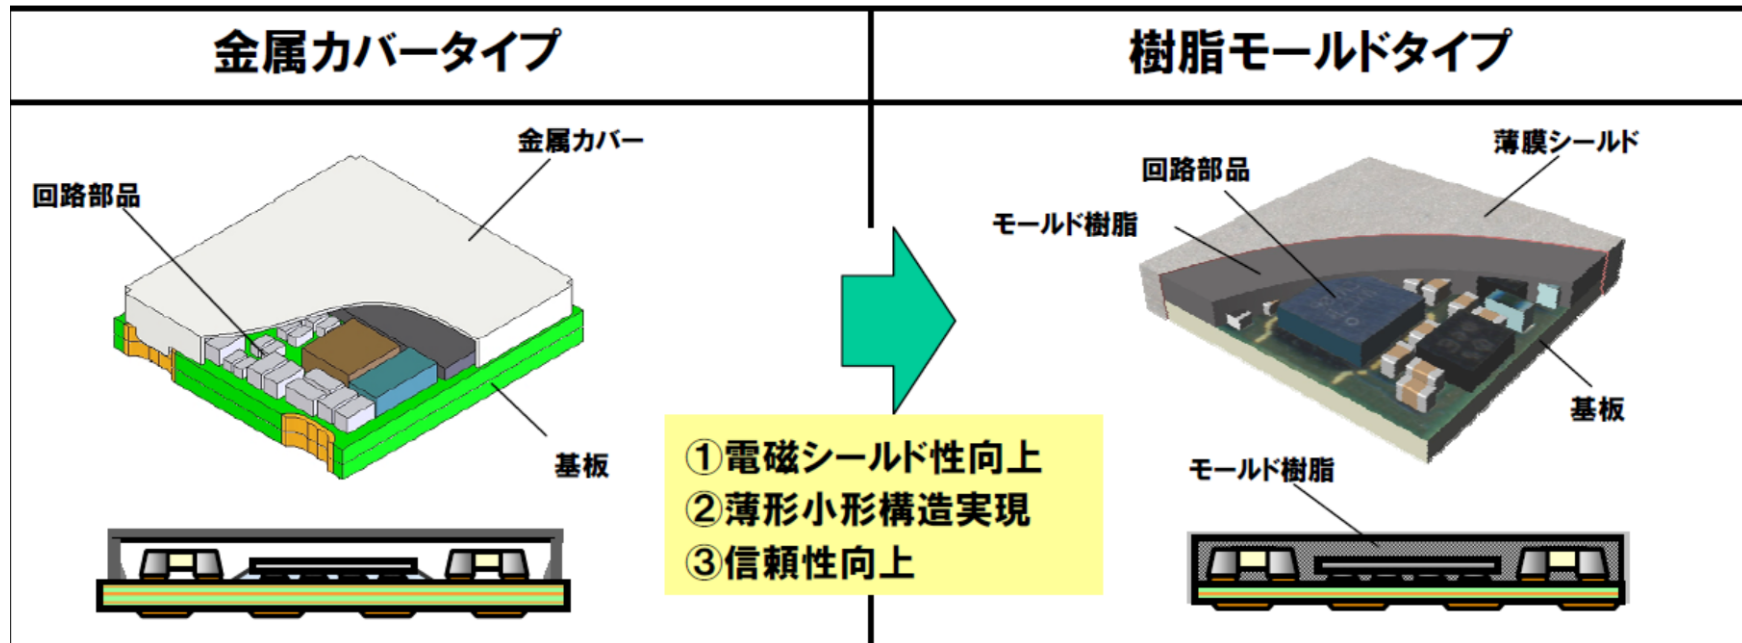 金属カバータイプ
樹脂モールドタイプ
金属カバー
回路部品
基板
薄膜シールド
回路部品
モールド樹脂
基板
モールド樹脂
①電磁シールド性向上
②薄形小形構造実現
③信頼性向上